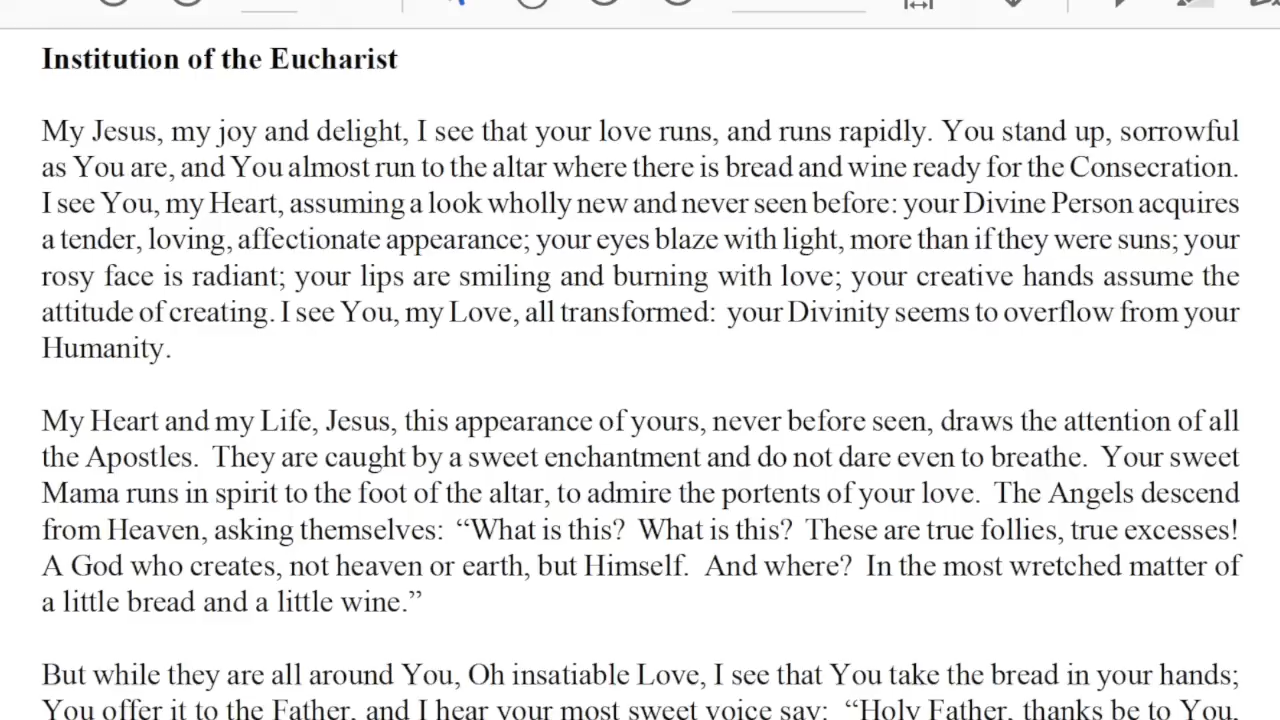 Institution of the Eucharist
My Jesus, my joy and delight, I see that your love runs, and runs rapidly. You stand up, sorrowful
as You are, and You almost run to the altar where there is bread and wine ready for the Consecration.
I see You, my Heart, assuming a look wholly new and never seen before: your Divine Person acquires
a tender, loving, affectionate appearance; your eyes blaze with light, more than if they were suns; your
rosy face is radiant; your lips are smiling and burning with love; your creative hands assume the
attitude of creating. I see You, my Love, all transformed:  your Divinity seems to overflow from your
Humanity.
My Heart and my Life, Jesus, this appearance of yours, never before seen, draws the attention of all
the Apostles.  They are caught by a sweet enchantment and do not dare even to breathe.  Your sweet
Mama runs in spirit to the foot of the altar, to admire the portents of your love.  The Angels descend
from Heaven, asking themselves:  “What is this?  What is this?  These are true follies, true excesses!
A God who creates, not heaven or earth, but Himself.  And where?  In the most wretched matter of
a little bread and a little wine.”
But while they are all around You, Oh insatiable Love, I see that You take the bread in your hands;
You offer it to the Father, and I hear your most sweet voice say:  “Holy Father, thanks be to You,